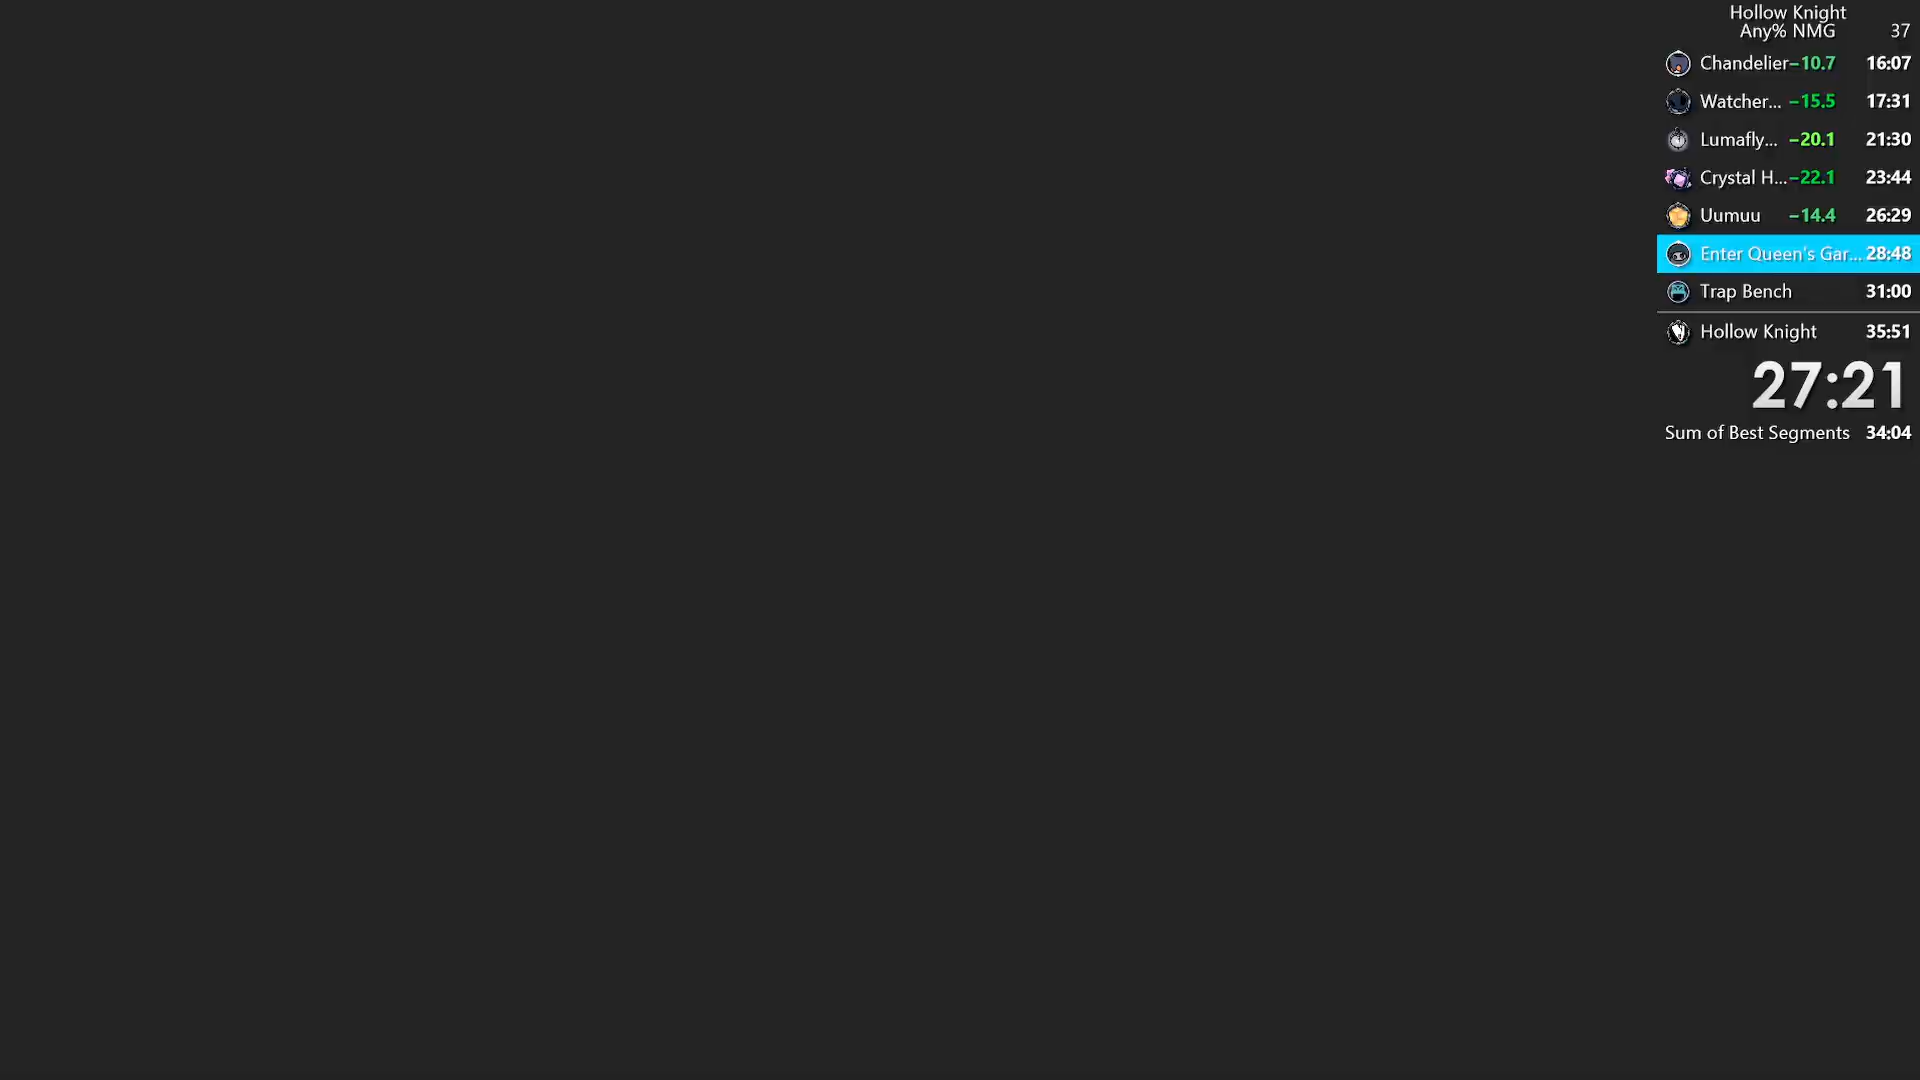 Hollow Knight
Any% NMG 37
Chandelier −10.7 16:07
Watcher... −15.5 17:31
Lumafly... −20.1 21:30
Crystal H... −22.1 23:44
Uumuu −14.4 26:29
Enter Queen's Gar... 28:48
Trap Bench 31:00
Hollow Knight 35:51
27:21
Sum of Best Segments 34:04